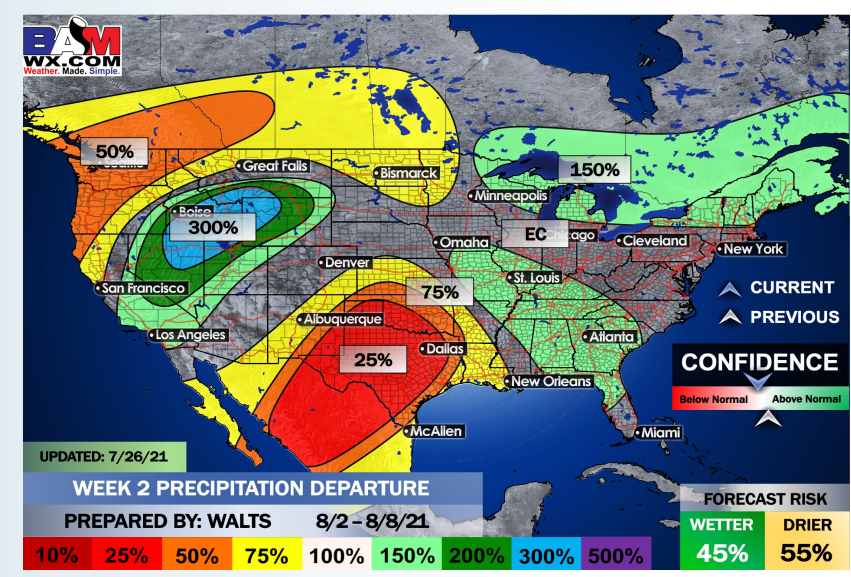 BAM
WX.COM
Weather. Made. Simple.
50%
Seattle
Great Falls
Bismarck
150%
Minneapolis
Boise
300%
EC
Chicago
Omaha
Cleveland
New York
Denver
San Francisco
75%
St. Louis
CURRENT
PREVIOUS
Albuquerque
Los Angeles
Atlanta
25%
Dallas
CONFIDENCE
New Orleans
Below Normal
Above Normal
McAllen
Miami
UPDATED: 7/26/21
WEEK 2 PRECIPITATION DEPARTURE
PREPARED BY: WALTS 8/2 – 8/8/21
FORECAST RISK
WETTER DRIER
45% 55%
10% 25% 50% 75% 100% 150% 200% 300% 500%